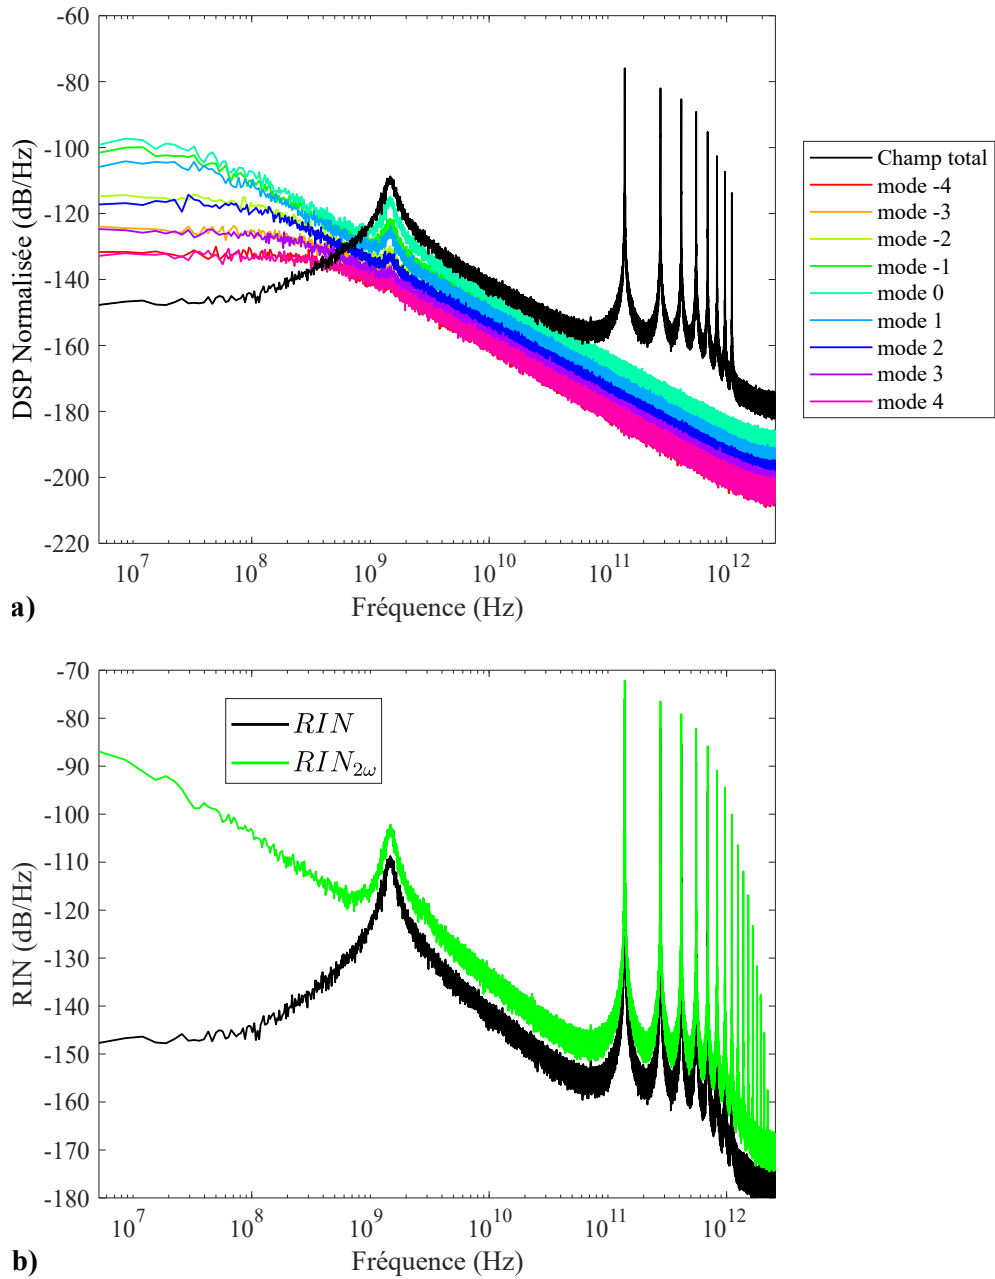 -60
-80
-100
-120
-140
-160
-180
-200
-220
DSP Normalisée (dB/Hz)
10^7
10^8
10^9
10^10
10^11
10^12
Fréquence (Hz)
Champ total
mode -4
mode -3
mode -2
mode -1
mode 0
mode 1
mode 2
mode 3
mode 4
a)
-70
-80
-90
-100
-110
-120
-130
-140
-150
-160
-170
-180
RIN (dB/Hz)
RIN
RIN_{2ω}
10^7
10^8
10^9
10^10
10^11
10^12
Fréquence (Hz)
b)